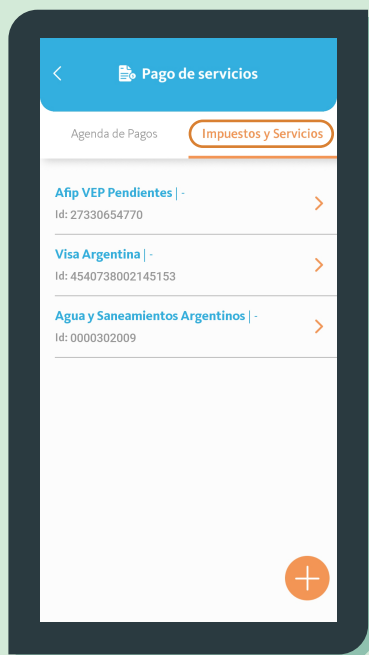 Pago de servicios
Agenda de Pagos
Impuestos y Servicios
Afip VEP Pendientes | -
Id: 27330654770
Visa Argentina | -
Id: 4540738002145153
Agua y Saneamientos Argentinos | -
Id: 0000302009